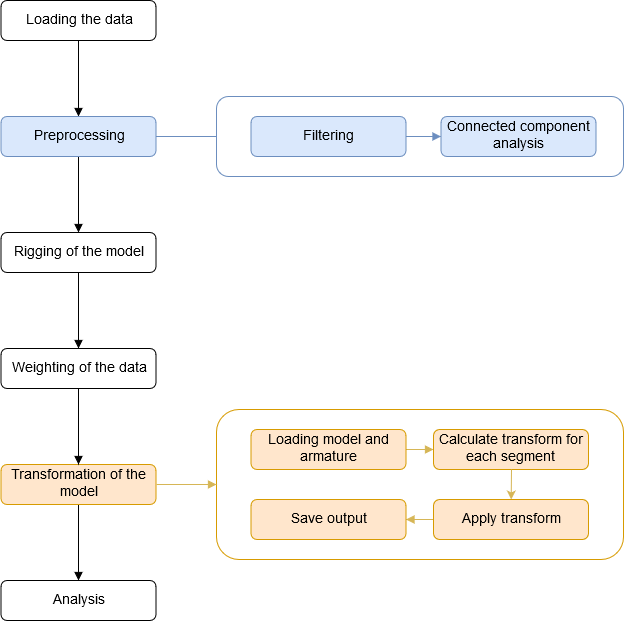 Loading the data
Preprocessing
Filtering
Connected component
analysis
Rigging of the model
Weighting of the data
Transformation of the
model
Loading model and
armature
Calculate transform for
each segment
Save output
Apply transform
Analysis